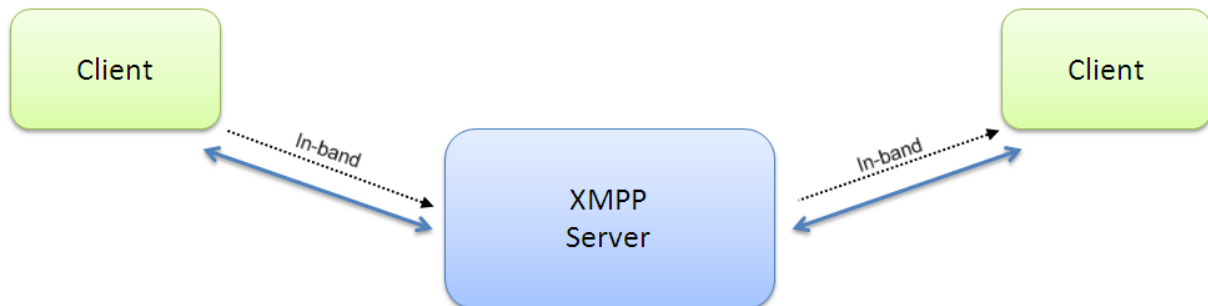 Client
Client
In-band
In-band
XMPP
Server